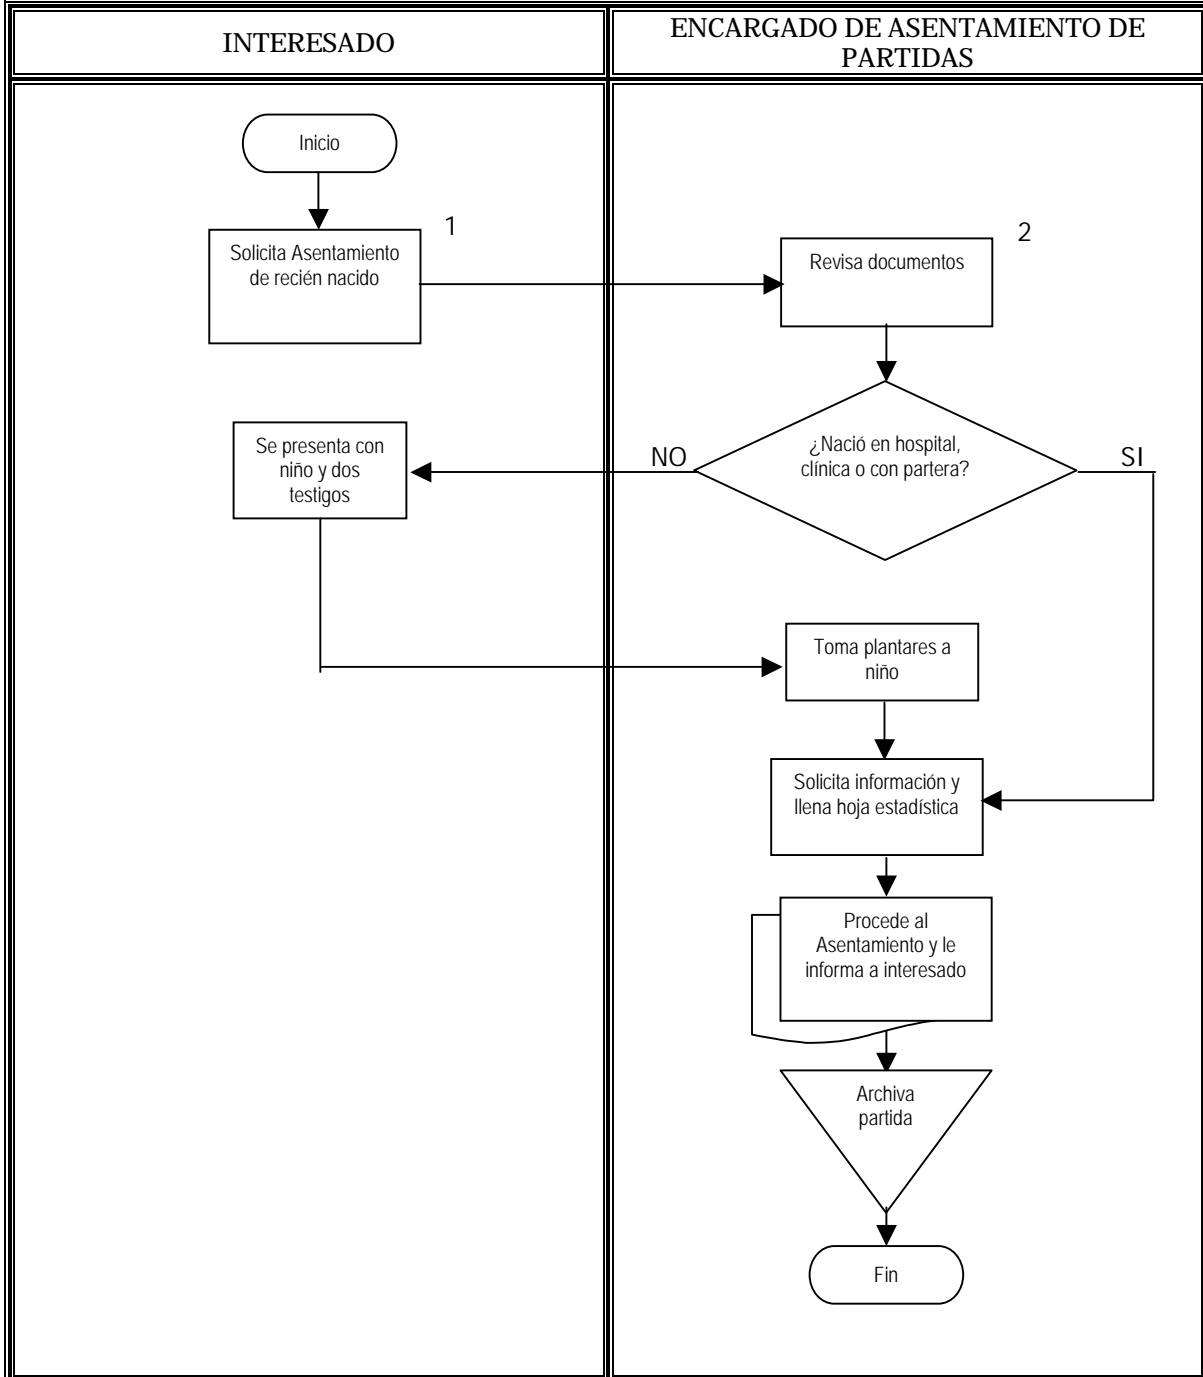 INTERESADO
ENCARGADO DE ASENTAMIENTO DE
PARTIDAS
Inicio
1
Solicita Asentamiento
de recién nacido
2
Revisa documentos
¿Nació en hospital,
clínica o con partera?
NO
SI
Se presenta con
niño y dos
testigos
Toma plantares a
niño
Solicita información y
llena hoja estadística
Procede al
Asentamiento y le
informa a interesado
Archiva
partida
Fin